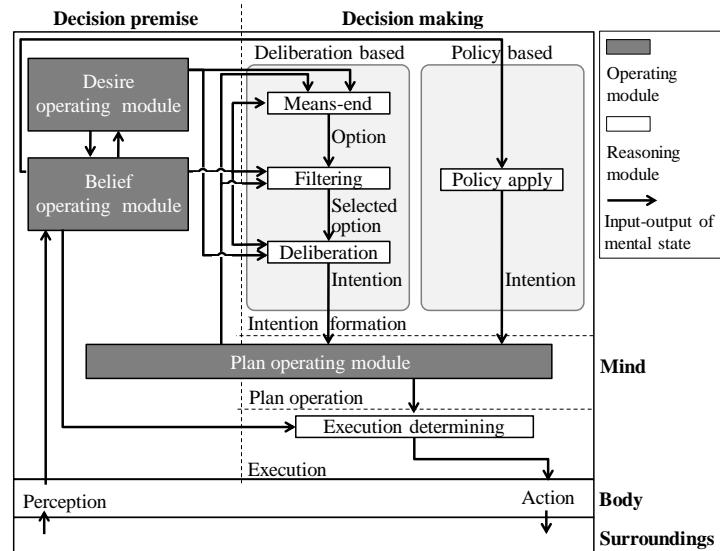 Decision premise
Decision making
Deliberation based
Policy based
Desire
operating module
Belief
operating module
Means-end
Option
Filtering
Selected
option
Deliberation
Intention
Policy apply
Intention
Intention formation
Plan operating module
Plan operation
Execution determining
Execution
Perception
Action
Mind
Body
Surroundings
Operating
module
Reasoning
module
Input-output of
mental state